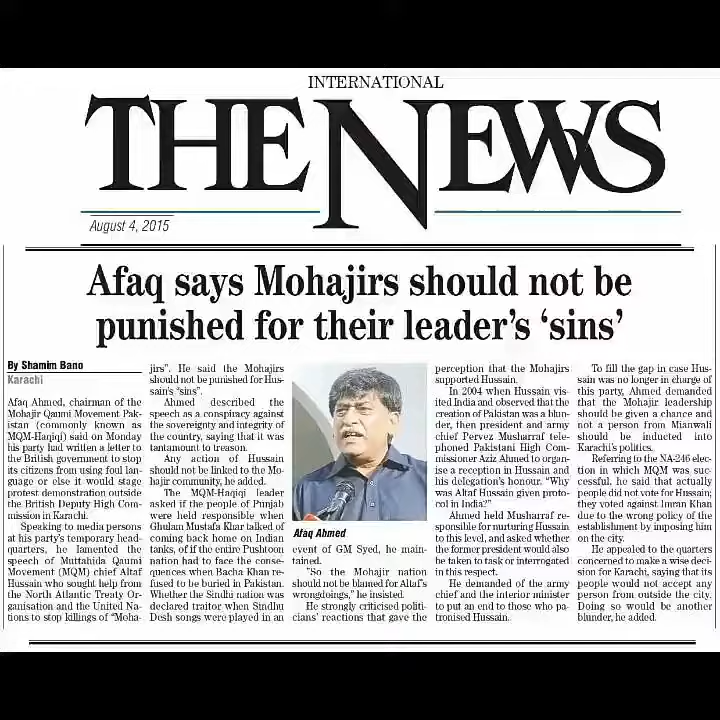 INTERNATIONAL
THE NEWS
August 4, 2015
Afaq says Mohajirs should not be
punished for their leader's 'sins'
By Shamim Bano
Karachi
Afaq Ahmed, chairman of the
Mohajir Qaumi Movement Pak-
istan (commonly known as
MQM-Haqiqi) said on Monday
his party had written a letter to
the British government to stop
its citizens from using foul lan-
guage or else it would stage
protest demonstration outside
the British Deputy High Com-
mission in Karachi.
Speaking to media persons
at his party's temporary head-
quarters, he lamented the
speech of Muttahida Qaumi
Movement (MQM) chief Altaf
Hussain who sought help from
the North Atlantic Treaty Or-
ganisation and the United Na-
tions to stop killings of "Moha-
jirs". He said the Mohajirs
should not be punished for Hus-
sain's "sins".
Ahmed described the
speech as a conspiracy against
the sovereignty and integrity of
the country, saying that it was
tantamount to treason.
Any action of Hussain
should not be linked to the Mo-
hajir community, he added.
The MQM-Haqiqi leader
asked if the people of Punjab
were held responsible when
Ghulam Mustafa Khar talked of
coming back home on Indian
tanks, of if the entire Pushtoon
nation had to face the conse-
quences when Bacha Khan re-
fused to be buried in Pakistan.
Whether the Sindhi nation was
declared traitor when Sindhu
Desh songs were played in an
Afaq Ahmed
event of GM Syed, he main-
tained.
"So the Mohajir nation
should not be blamed for Altaf's
wrongdoings," he insisted.
He strongly criticised politi-
cians' reactions that gave the
perception that the Mohajirs
supported Hussain.
In 2004 when Hussain vis-
ited India and observed that the
creation of Pakistan was a blun-
der, then president and army
chief Pervez Musharraf tele-
phoned Pakistani High Com-
missioner Aziz Ahmed to organ-
ise a reception in Hussain and
his delegation's honour. "Why
was Altaf Hussain given proto-
col in India?"
Ahmed held Musharraf re-
sponsible for nurturing Hussain
to this level, and asked whether
the former president would also
be taken to task or interrogated
in this respect.
He demanded of the army
chief and the interior minister
to put an end to those who pa-
tronised Hussain.
To fill the gap in case Hus-
sain was no longer in charge of
this party, Ahmed demanded
that the Mohajir leadership
should be given a chance and
not a person from Mianwali
should be inducted into
Karachi's politics.
Referring to the NA-246 elec-
tion in which MQM was suc-
cessful, he said that actually
people did not vote for Hussain;
they voted against Imran Khan
due to the wrong policy of the
establishment by imposing him
on the city.
He appealed to the quarters
concerned to make a wise deci-
sion for Karachi, saying that its
people would not accept any
person from outside the city.
Doing so would be another
blunder, he added.